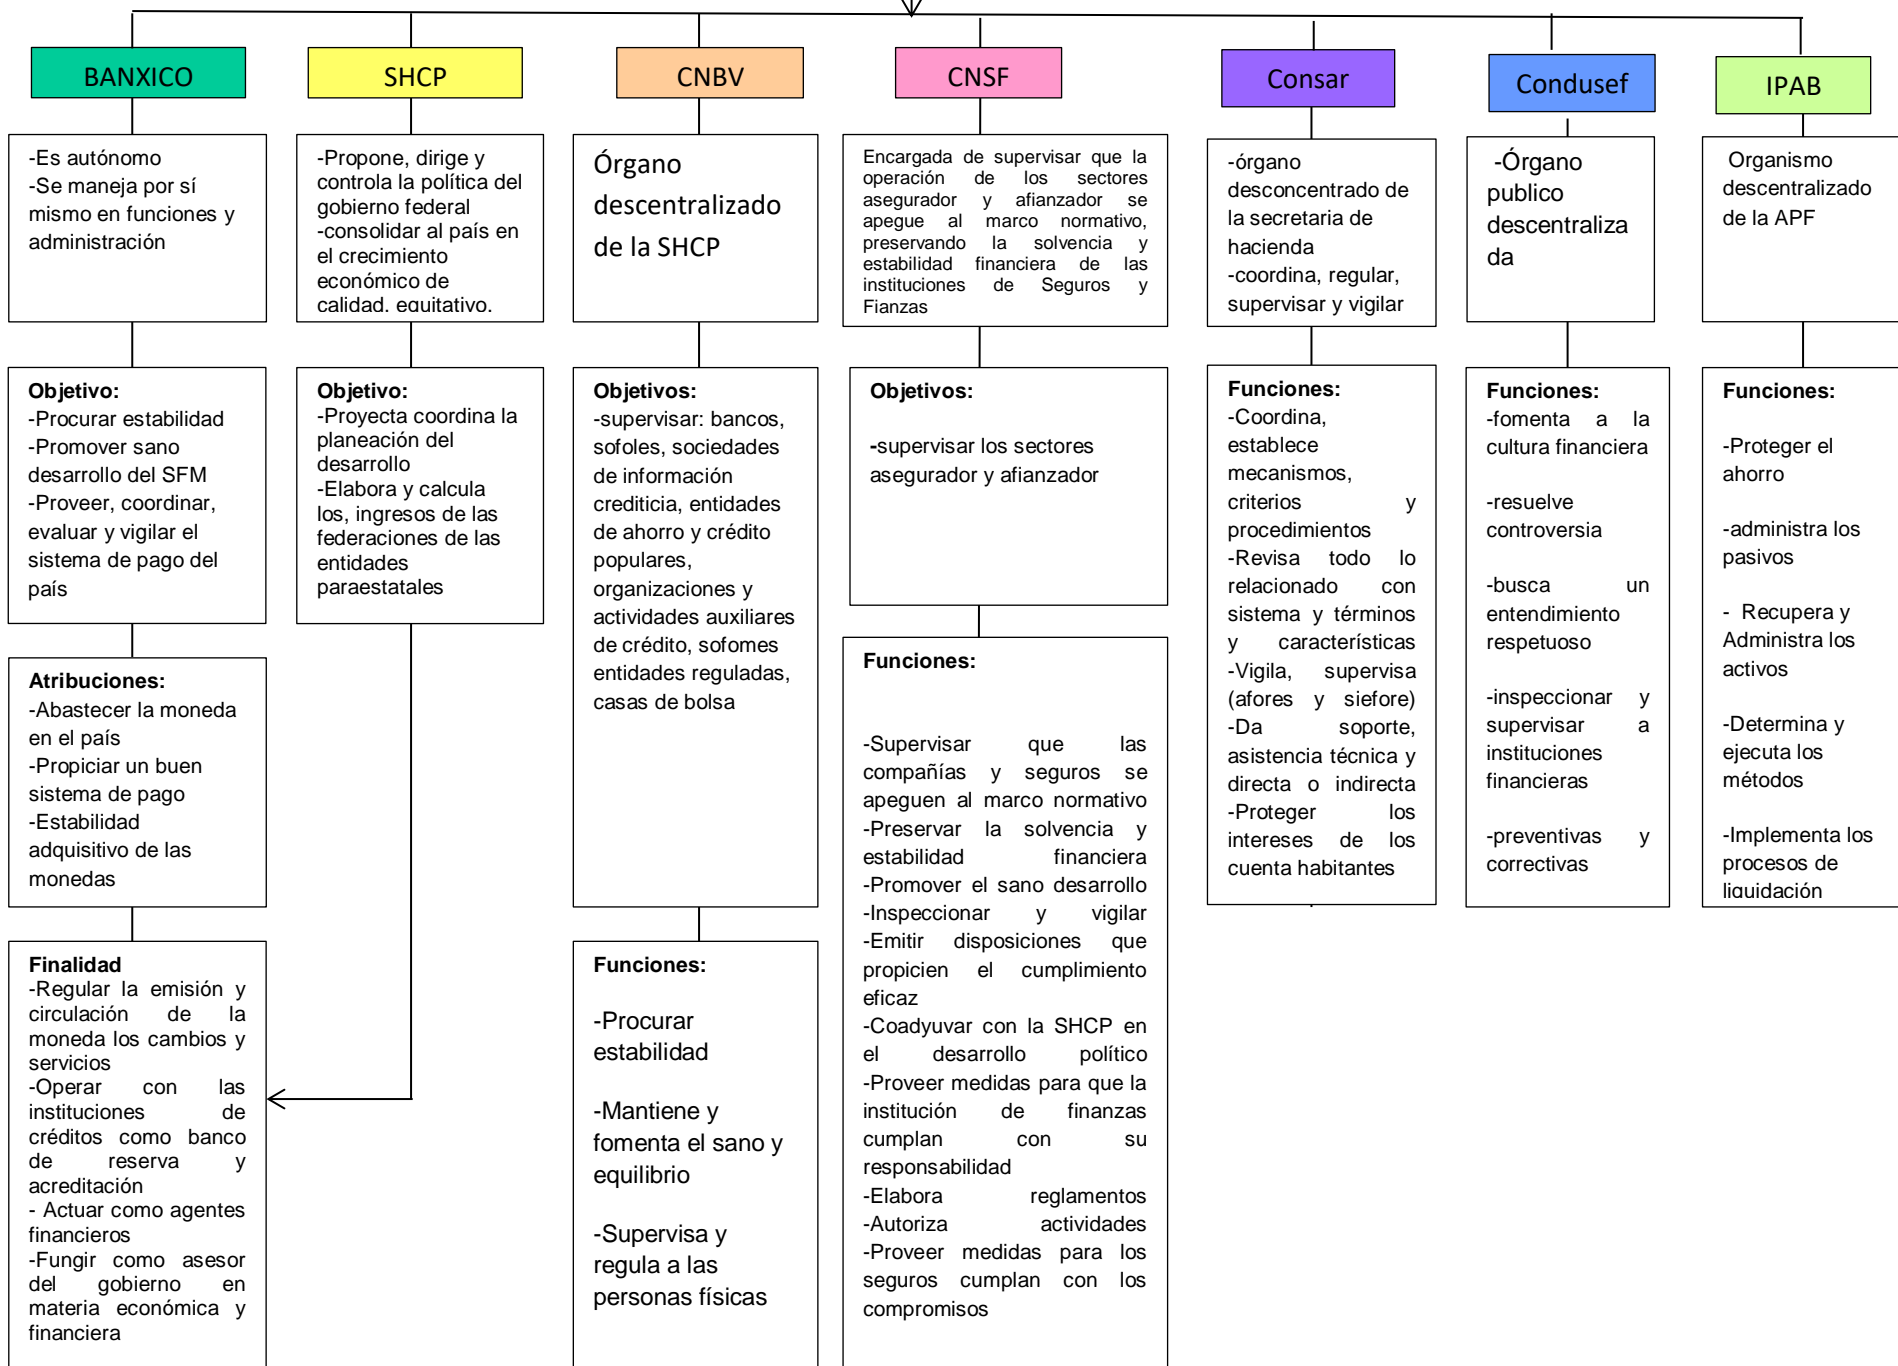 BANXICO
SHCP
CNBV
CNSF
Consar
Condusef
IPAB
-Es autónomo
-Se maneja por sí
mismo en funciones y
administración
-Propone, dirige y
controla la política del
gobierno federal
-consolidar al país en
el crecimiento
económico de
calidad, equitativo,
Órgano
descentralizado
de la SHCP
Encargada de supervisar que la
operación de los sectores
asegurador y afianzador se
apegue al marco normativo,
preservando la solvencia y
estabilidad financiera de las
instituciones de Seguros y
Fianzas
-órgano
desconcentrado de
la secretaria de
hacienda
-coordina, regular,
supervisar y vigilar
-Órgano
publico
descentraliza
da
Organismo
descentralizado
de la APF
Objetivo:
-Procurar estabilidad
-Promover sano
desarrollo del SFM
-Proveer, coordinar,
evaluar y vigilar el
sistema de pago del
país
Objetivo:
-Proyecta coordina la
planeación del
desarrollo
-Elabora y calcula
los, ingresos de las
federaciones de las
entidades
paraestatales
Objetivos:
-supervisar: bancos,
sofoles, sociedades
de información
crediticia, entidades
de ahorro y crédito
populares,
organizaciones y
actividades auxiliares
de crédito, sofomes
entidades reguladas,
casas de bolsa
Objetivos:
-supervisar los sectores
asegurador y afianzador
Funciones:
-Coordina,
establece
mecanismos,
criterios y
procedimientos
-Revisa todo lo
relacionado con
sistema y términos
y características
-Vigila, supervisa
(afores y siefore)
-Da soporte,
asistencia técnica y
directa o indirecta
-Proteger los
intereses de los
cuenta habitantes
Funciones:
-fomenta a la
cultura financiera
-resuelve
controversia
-busca un
entendimiento
respetuoso
-inspeccionar y
supervisar a
instituciones
financieras
-preventivas y
correctivas
Funciones:
-Proteger el
ahorro
-administra los
pasivos
- Recupera y
Administra los
activos
-Determina y
ejecuta los
métodos
-Implementa los
procesos de
liquidación
Atribuciones:
-Abastecer la moneda
en el país
-Propiciar un buen
sistema de pago
-Estabilidad
adquisitivo de las
monedas
Finalidad
-Regular la emisión y
circulación de la
moneda los cambios y
servicios
-Operar con las
instituciones de
créditos como banco
de reserva y
acreditación
- Actuar como agentes
financieros
-Fungir como asesor
del gobierno en
materia económica y
financiera
Funciones:
-Procurar
estabilidad
-Mantiene y
fomenta el sano y
equilibrio
-Supervisa y
regula a las
personas físicas
Funciones:
-Supervisar que las
compañías y seguros se
apeguen al marco normativo
-Preservar la solvencia y
estabilidad financiera
-Promover el sano desarrollo
-Inspeccionar y vigilar
-Emitir disposiciones que
propicien el cumplimiento
eficaz
-Coadyuvar con la SHCP en
el desarrollo político
-Proveer medidas para que la
institución de finanzas
cumplan con su
responsabilidad
-Elabora reglamentos
-Autoriza actividades
-Proveer medidas para los
seguros cumplan con los
compromisos